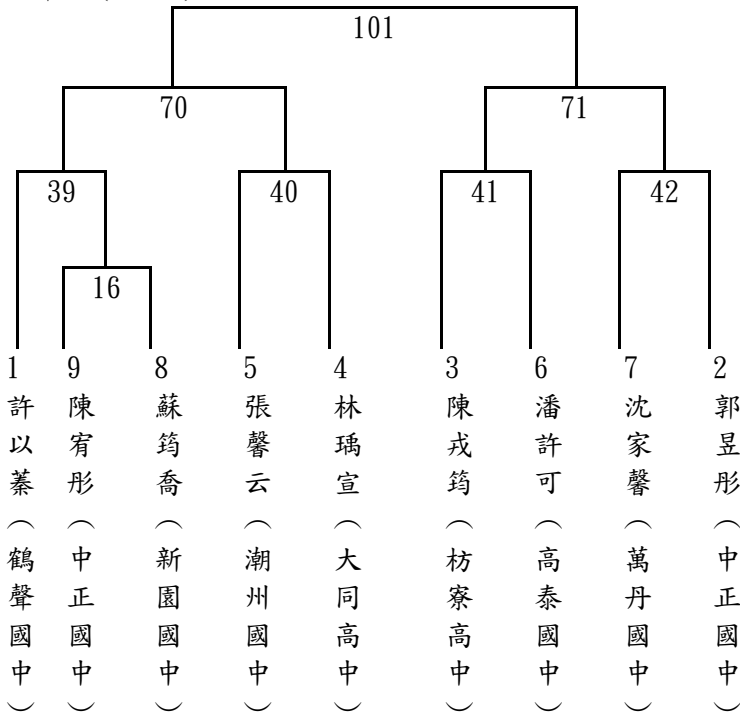 101
70
71
39
40
41
42
16
1 許以蓁（鶴聲國中）
9 陳宥彤（中正國中）
8 蘇筠喬（新園國中）
5 張馨云（潮州國中）
4 林瑀宣（大同高中）
3 陳戎筠（枋寮高中）
6 潘許可（高泰國中）
7 沈家馨（萬丹國中）
2 郭昱彤（中正國中）